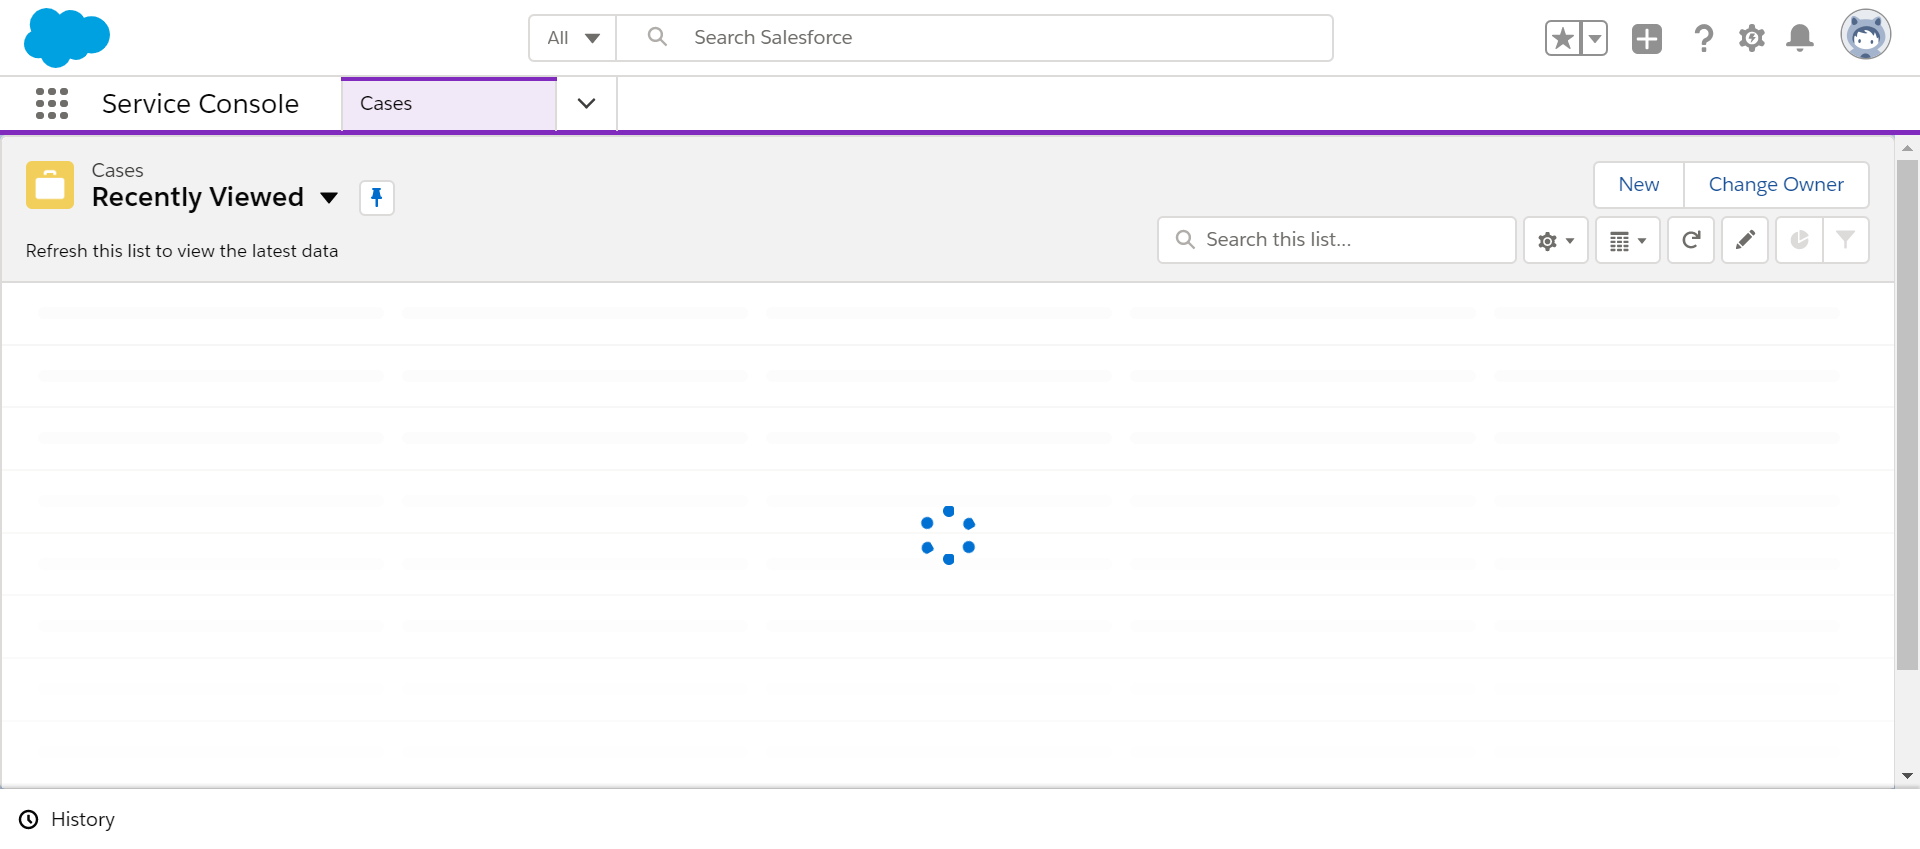 All
Search Salesforce
Service Console
Cases
Cases
Recently Viewed
New
Change Owner
Refresh this list to view the latest data
Search this list...
History